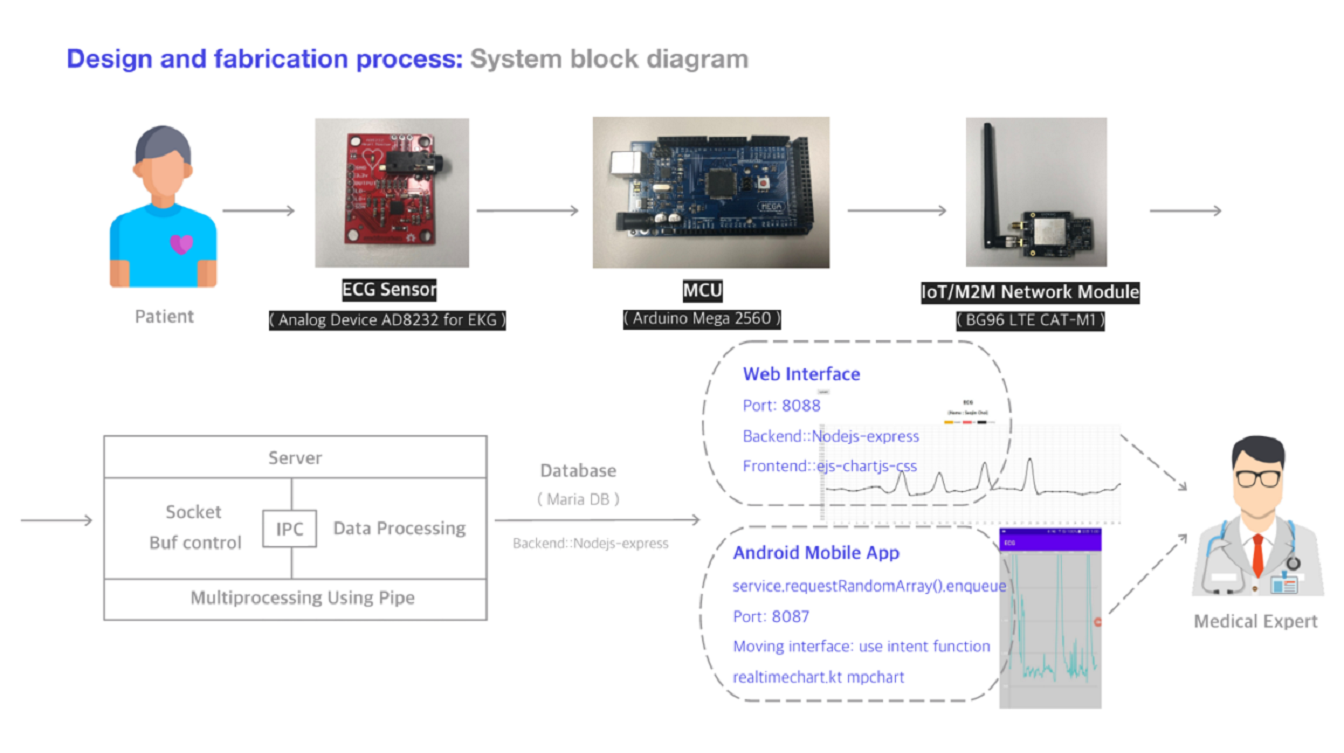 Design and fabrication process: System block diagram
Patient
ECG Sensor
( Analog Device AD8232 for EKG )
MEGA
MCU
( Arduino Mega 2560 )
IoT/M2M Network Module
( BG96 LTE CAT-M1 )
Server
Socket
Buf control
IPC
Data Processing
Multiprocessing Using Pipe
Database
( Maria DB )
Backend::Nodejs-express
Web Interface
Port: 8088
Backend::Nodejs-express
Frontend::ejs-chartjs-css
Android Mobile App
service.requestRandomArray().enqueue
Port: 8087
Moving interface: use intent function
realtimechart.kt mpchart
ECG
Medical Expert